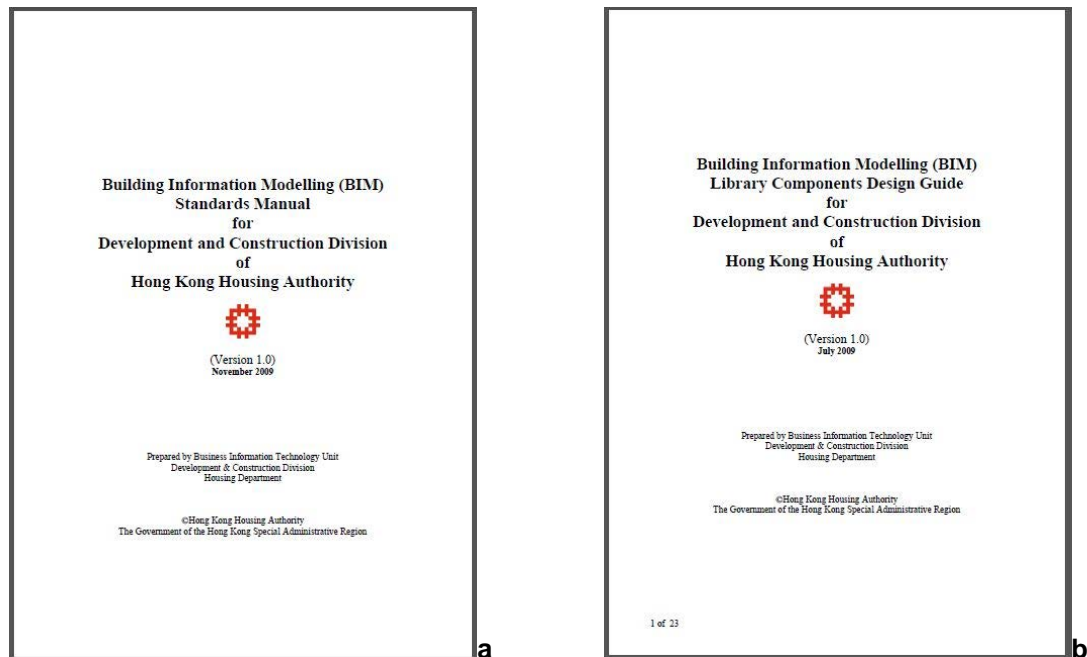 Building Information Modelling (BIM)
Standards Manual
for
Development and Construction Division
of
Hong Kong Housing Authority
(Version 1.0)
November 2009
Prepared by Business Information Technology Unit
Development & Construction Division
Housing Department
©Hong Kong Housing Authority
The Government of the Hong Kong Special Administrative Region
a
Building Information Modelling (BIM)
Library Components Design Guide
for
Development and Construction Division
of
Hong Kong Housing Authority
(Version 1.0)
July 2009
Prepared by Business Information Technology Unit
Development & Construction Division
Housing Department
©Hong Kong Housing Authority
The Government of the Hong Kong Special Administrative Region
1 of 23
b